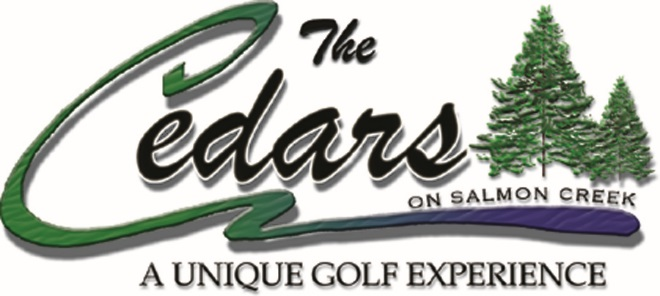 The
Cedars
ON SALMON CREEK
A UNIQUE GOLF EXPERIENCE